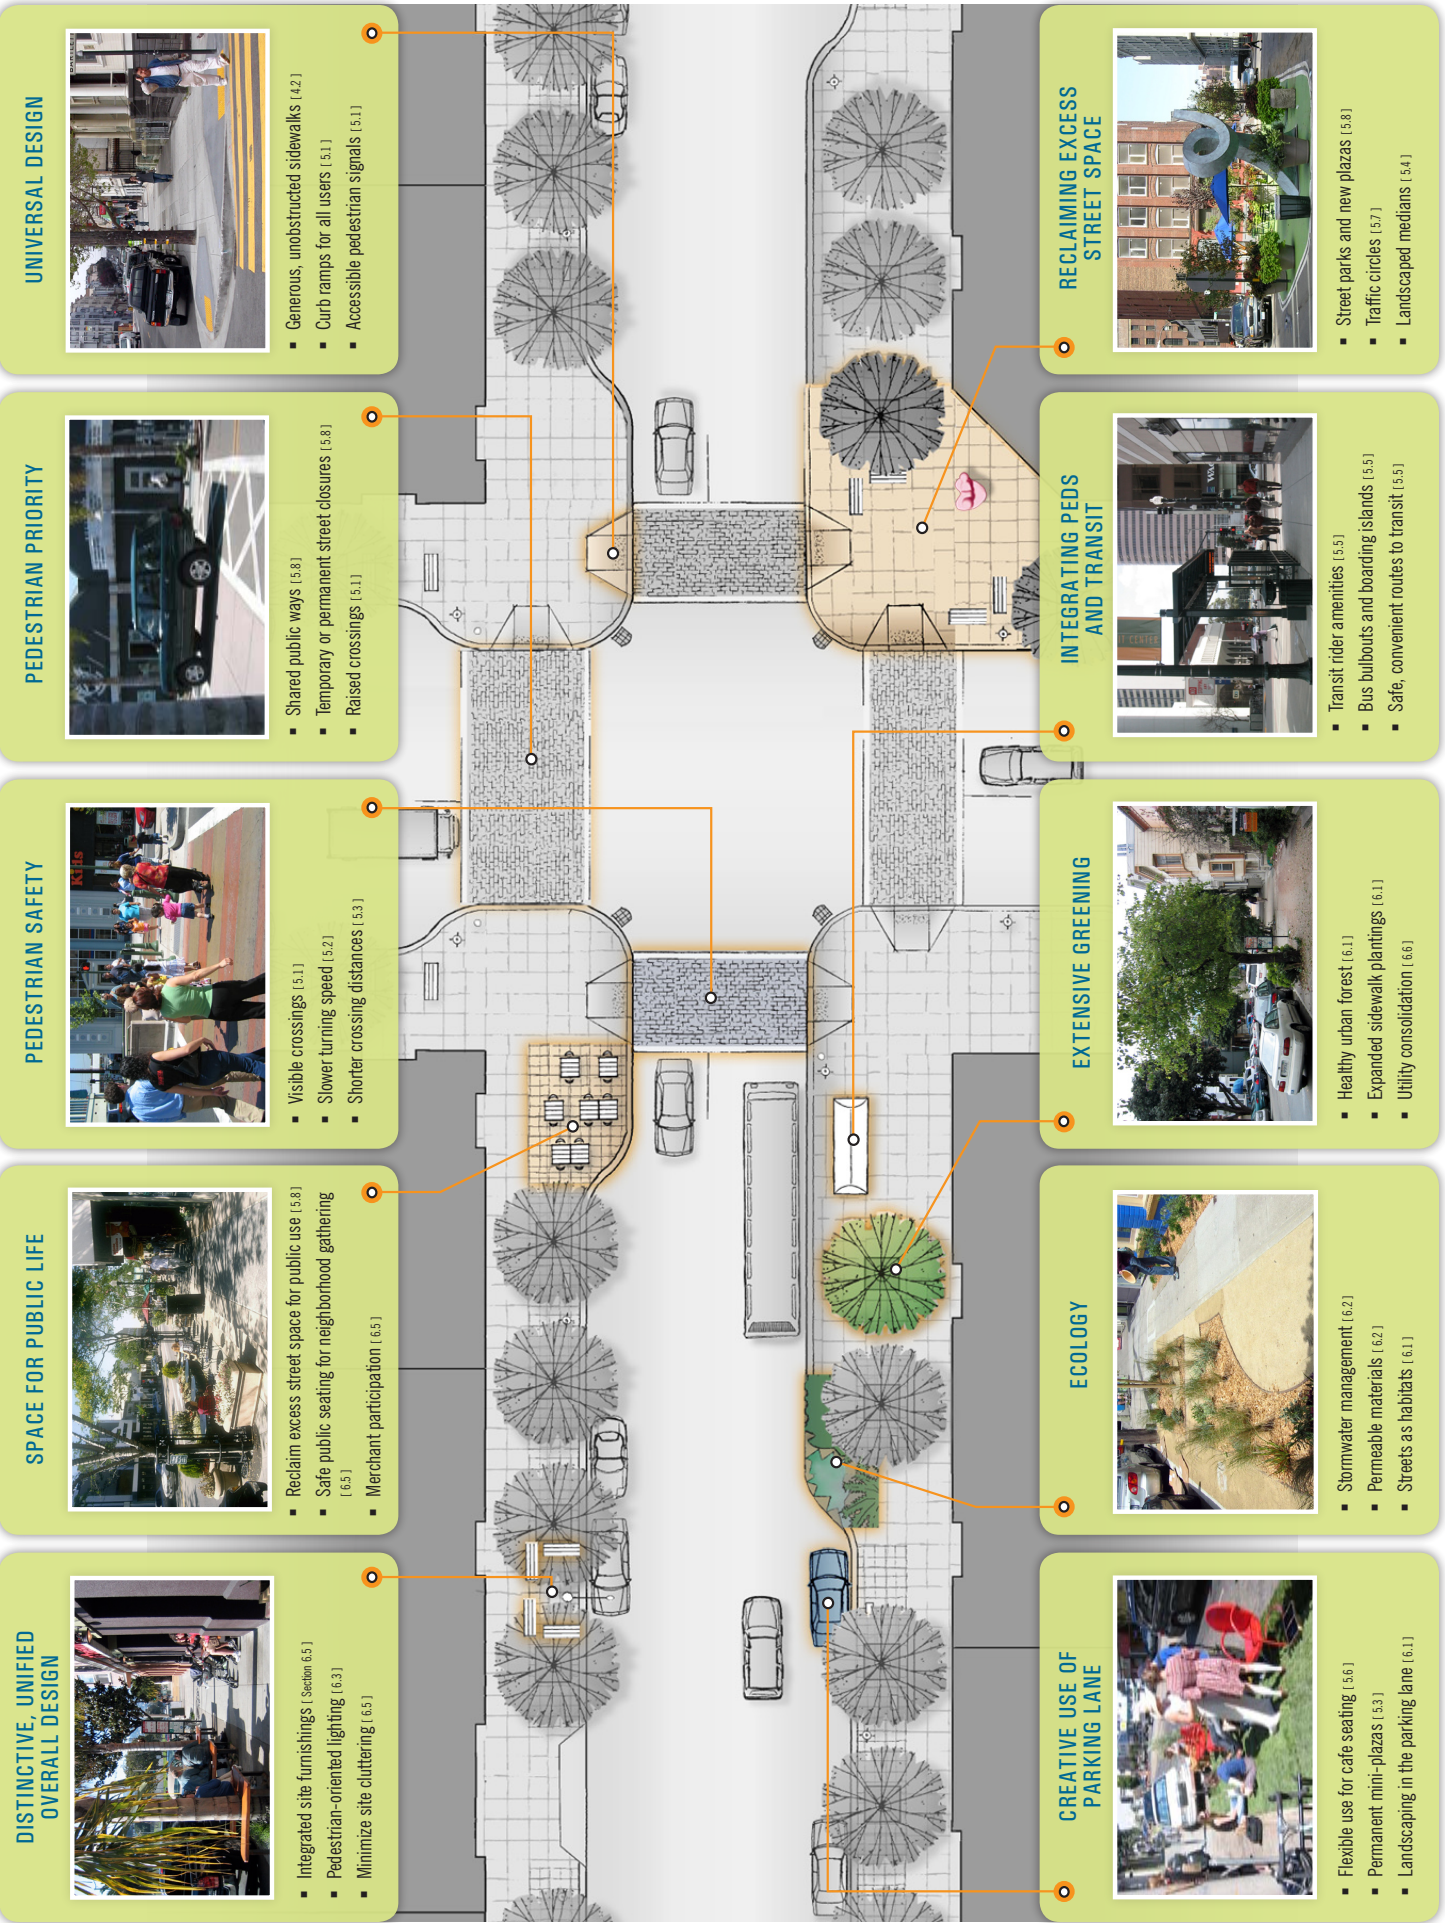 DISTINCTIVE, UNIFIED
OVERALL DESIGN
▪ Integrated site furnishings [ Section 6.5 ]
▪ Pedestrian-oriented lighting [ 6.3 ]
▪ Minimize site cluttering [ 6.5 ]
SPACE FOR PUBLIC LIFE
▪ Reclaim excess street space for public use [ 5.8 ]
▪ Safe public seating for neighborhood gathering
[ 6.5 ]
▪ Merchant participation [ 6.5 ]
PEDESTRIAN SAFETY
Kids
▪ Visible crossings [ 5.1 ]
▪ Slower turning speed [ 5.2 ]
▪ Shorter crossing distances [ 5.3 ]
PEDESTRIAN PRIORITY
▪ Shared public ways [ 5.8 ]
▪ Temporary or permanent street closures [ 5.8 ]
▪ Raised crossings [ 5.1 ]
UNIVERSAL DESIGN
▪ Generous, unobstructed sidewalks [ 4.2 ]
▪ Curb ramps for all users [ 5.1 ]
▪ Accessible pedestrian signals [ 5.1 ]
CREATIVE USE OF
PARKING LANE
▪ Flexible use for cafe seating [ 5.6 ]
▪ Permanent mini-plazas [ 5.3 ]
▪ Landscaping in the parking lane [ 6.1 ]
ECOLOGY
▪ Stormwater management [ 6.2 ]
▪ Permeable materials [ 6.2 ]
▪ Streets as habitats [ 6.1 ]
EXTENSIVE GREENING
▪ Healthy urban forest [ 6.1 ]
▪ Expanded sidewalk plantings [ 6.1 ]
▪ Utility consolidation [ 6.6 ]
INTEGRATING PEDS
AND TRANSIT
▪ Transit rider amenities [ 5.5 ]
▪ Bus bulbouts and boarding islands [ 5.5 ]
▪ Safe, convenient routes to transit [ 5.5 ]
RECLAIMING EXCESS
STREET SPACE
▪ Street parks and new plazas [ 5.8 ]
▪ Traffic circles [ 5.7 ]
▪ Landscaped medians [ 5.4 ]